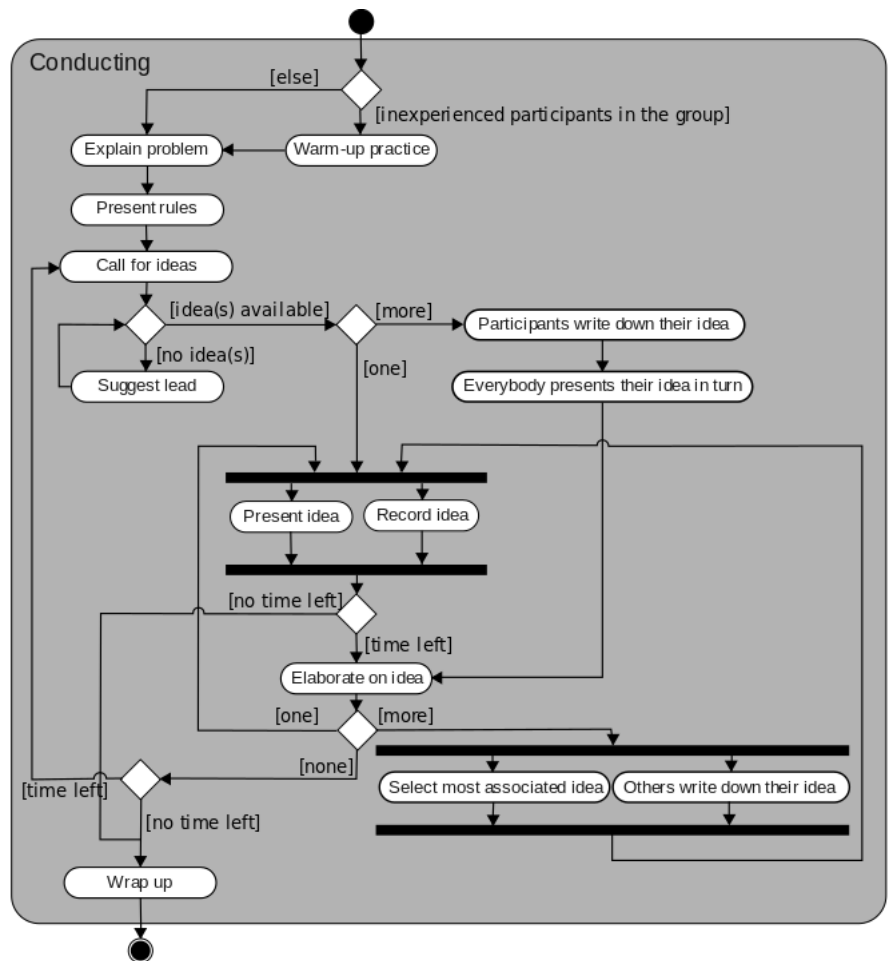 Conducting
[else]
[inexperienced participants in the group]
Explain problem
Warm-up practice
Present rules
Call for ideas
[idea(s) available]
[more]
Participants write down their idea
[no idea(s)]
[one]
Suggest lead
Everybody presents their idea in turn
Present idea
Record idea
[no time left]
[time left]
Elaborate on idea
[one]
[more]
[none]
[time left]
Select most associated idea
Others write down their idea
[no time left]
Wrap up